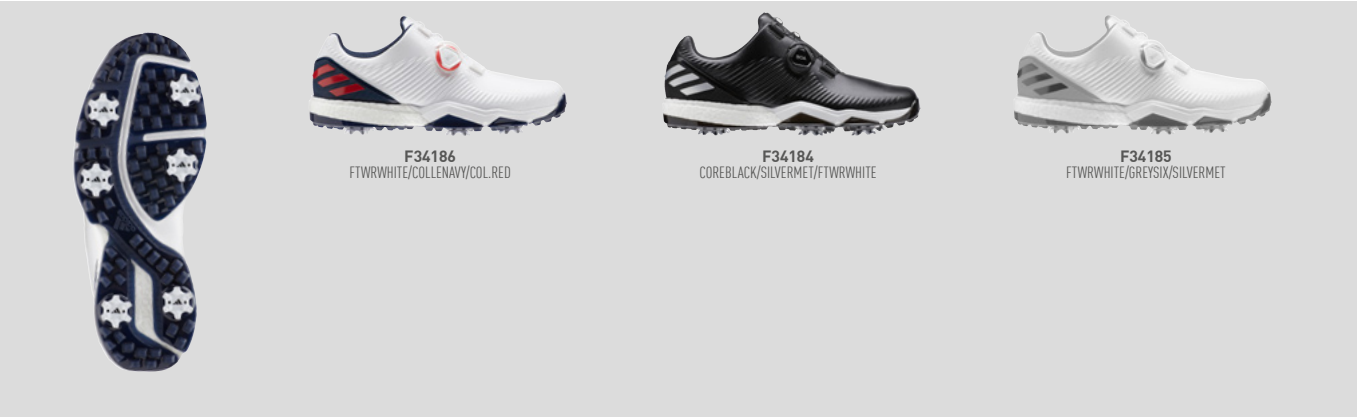 F34186
FTWRWHITE/COLLENAVY/COL.RED
F34184
COREBLACK/SILVERMET/FTWRWHITE
F34185
FTWRWHITE/GREYSIX/SILVERMET